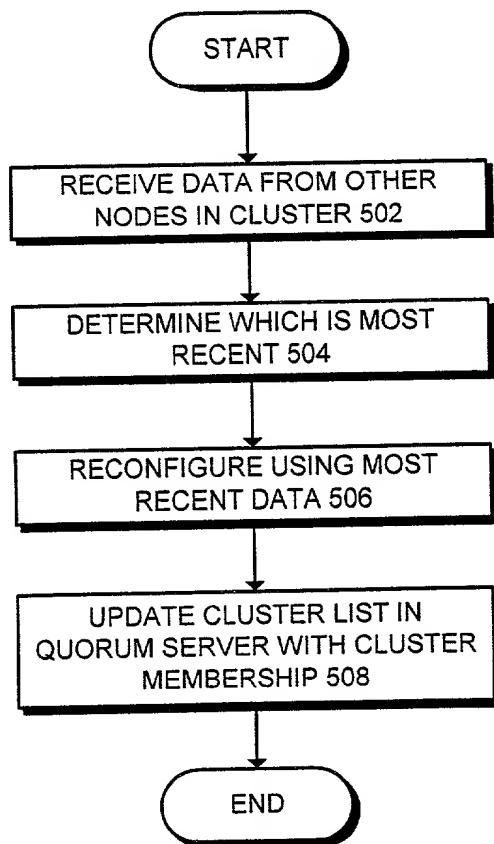 START
RECEIVE DATA FROM OTHER
NODES IN CLUSTER 502
DETERMINE WHICH IS MOST
RECENT 504
RECONFIGURE USING MOST
RECENT DATA 506
UPDATE CLUSTER LIST IN
QUORUM SERVER WITH CLUSTER
MEMBERSHIP 508
END